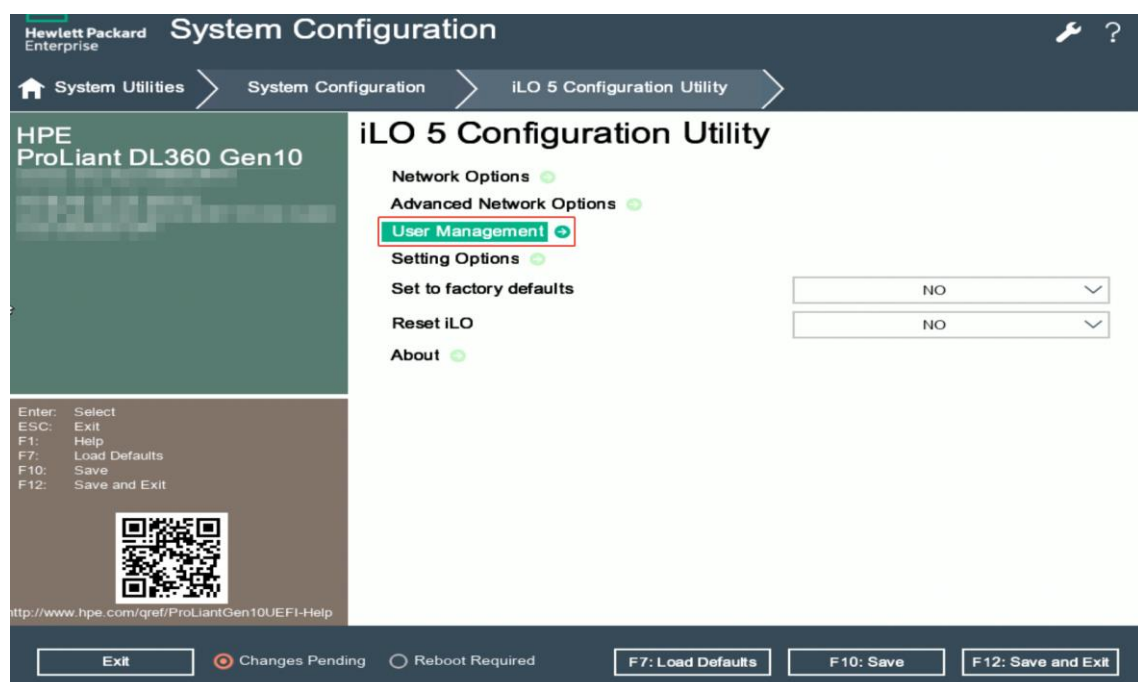 Hewlett Packard
Enterprise
System Configuration
?
System Utilities
System Configuration
iLO 5 Configuration Utility
HPE
ProLiant DL360 Gen10
iLO 5 Configuration Utility
Network Options
Advanced Network Options
User Management
Setting Options
Set to factory defaults NO
Reset iLO NO
About
Enter: Select
ESC: Exit
F1: Help
F7: Load Defaults
F10: Save
F12: Save and Exit
http://www.hpe.com/qref/ProLiantGen10UEFI-Help
Exit
Changes Pending
Reboot Required
F7: Load Defaults
F10: Save
F12: Save and Exit